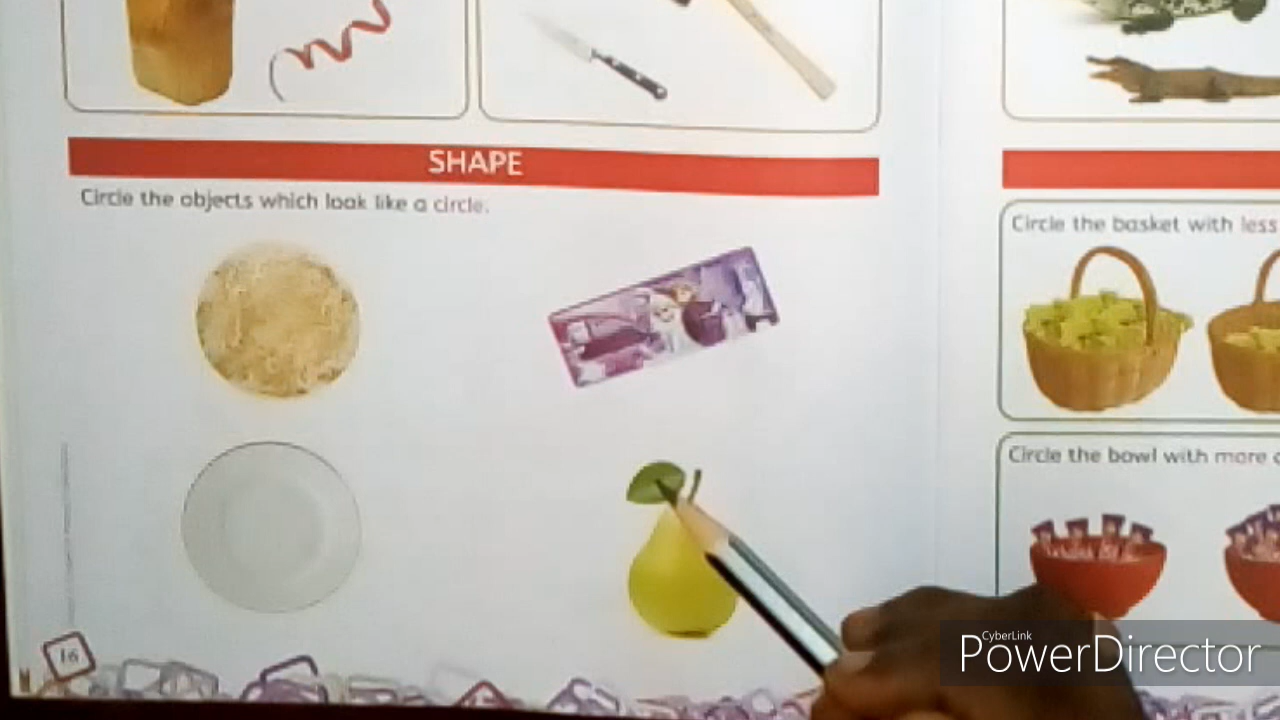 SHAPE
Circle the objects which look like a circle.
Circle the basket with less
Circle the bowl with more
16
CyberLink
PowerDirector